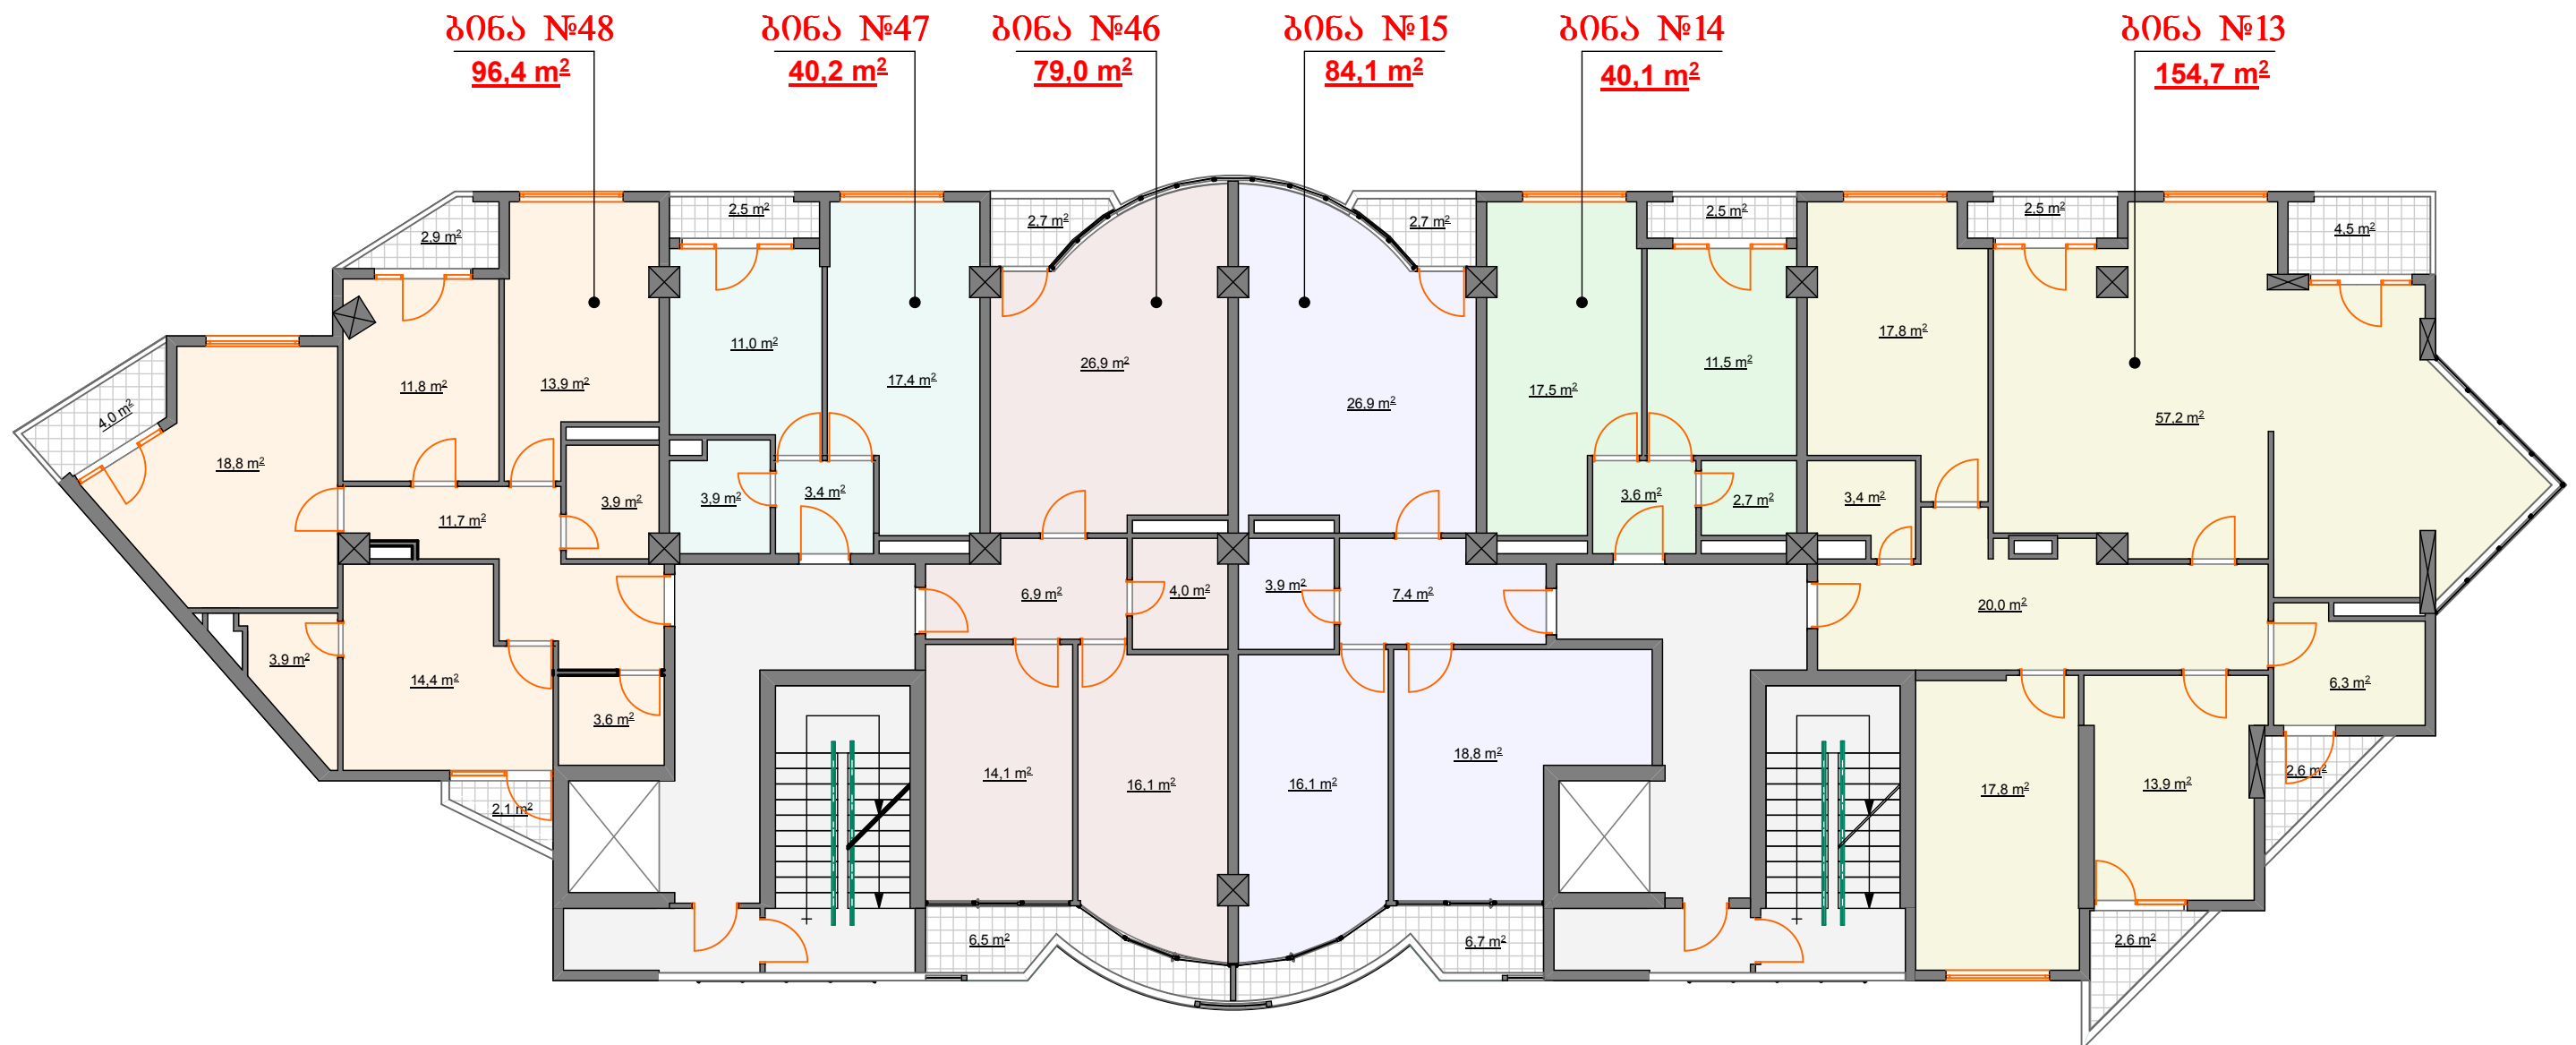 ბინა №48
96,4 m²
ბინა №47
40,2 m²
ბინა №46
79,0 m²
ბინა №15
84,1 m²
ბინა №14
40,1 m²
ბინა №13
154,7 m²
2,9 m²
2,5 m²
2,7 m²
2,7 m²
2,5 m²
2,5 m²
4,5 m²
4,0 m²
18,8 m²
11,8 m²
13,9 m²
11,0 m²
17,4 m²
26,9 m²
26,9 m²
17,5 m²
11,5 m²
17,8 m²
57,2 m²
11,7 m²
3,9 m²
3,9 m²
3,4 m²
3,6 m²
2,7 m²
3,4 m²
6,9 m²
4,0 m²
3,9 m²
7,4 m²
20,0 m²
3,9 m²
14,4 m²
3,6 m²
6,3 m²
14,1 m²
16,1 m²
16,1 m²
18,8 m²
17,8 m²
13,9 m²
2,6 m²
2,1 m²
6,5 m²
6,7 m²
2,6 m²